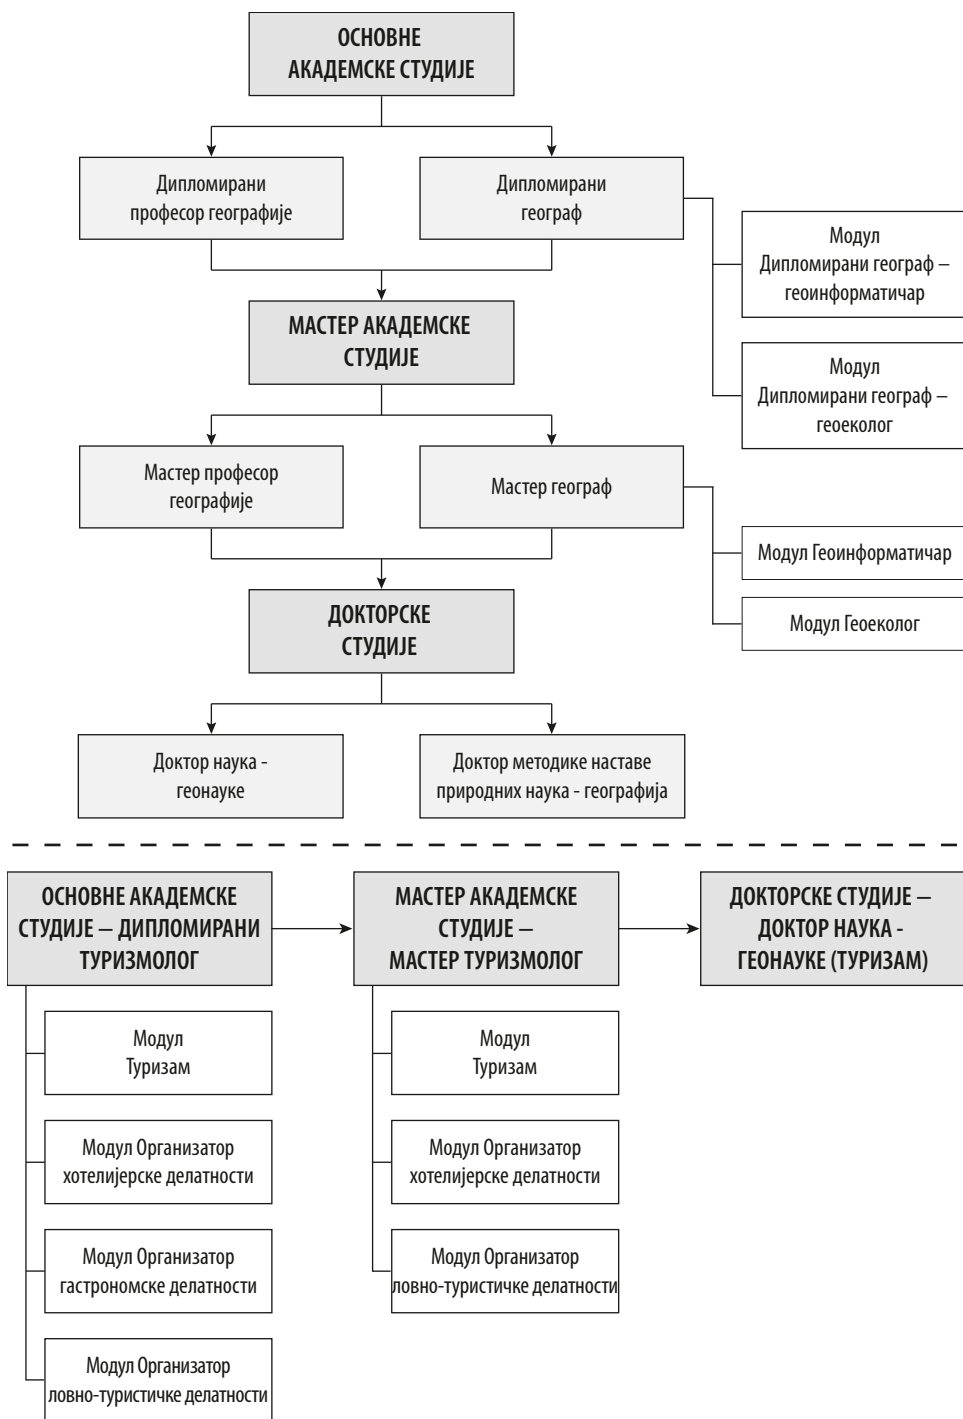 ОСНОВНЕ
АКАДЕМСКЕ СТУДИЈЕ
Дипломирани
професор географије
Дипломирани
географ
Модул
Дипломирани географ –
геоинформатичар
Модул
Дипломирани географ –
геоеколог
МАСТЕР АКАДЕМСКЕ
СТУДИЈЕ
Мастер професор
географије
Мастер географ
Модул Геоинформатичар
Модул Геоеколог
ДОКТОРСКЕ
СТУДИЈЕ
Доктор наука -
геонауке
Доктор методике наставе
природних наука - географија
ОСНОВНЕ АКАДЕМСКЕ
СТУДИЈЕ – ДИПЛОМИРАНИ
ТУРИЗМОЛОГ
МАСТЕР АКАДЕМСКЕ
СТУДИЈЕ –
МАСТЕР ТУРИЗМОЛОГ
ДОКТОРСКЕ СТУДИЈЕ –
ДОКТОР НАУКА -
ГЕОНАУКЕ (ТУРИЗАМ)
Модул
Туризам
Модул Организатор
хотелијерске делатности
Модул Организатор
гастрономске делатности
Модул Организатор
ловно-туристичке делатности
Модул
Туризам
Модул Организатор
хотелијерске делатности
Модул Организатор
ловно-туристичке делатности